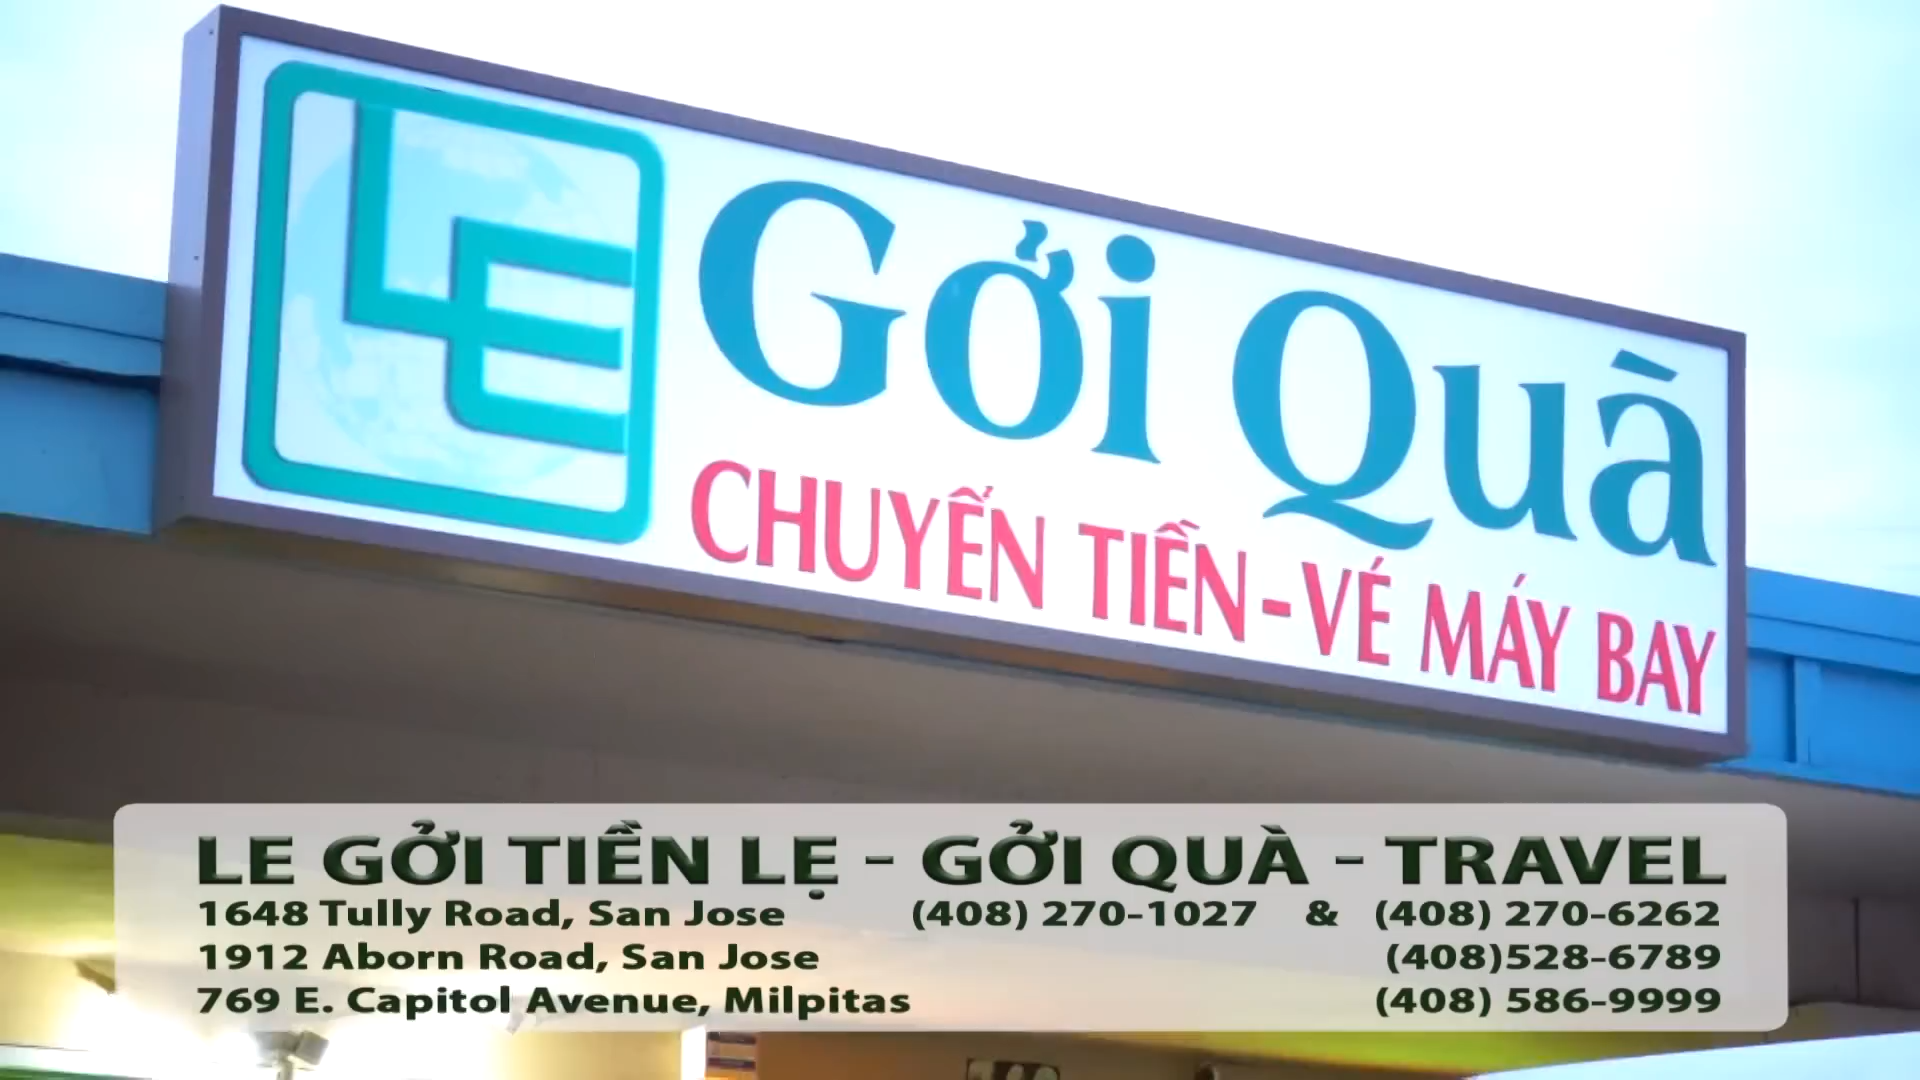 LE
Gởi Quà
CHUYỂN TIỀN - VÉ MÁY BAY
LE GỞI TIỀN LẸ - GỞI QUÀ - TRAVEL
1648 Tully Road, San Jose (408) 270-1027 & (408) 270-6262
1912 Aborn Road, San Jose (408)528-6789
769 E. Capitol Avenue, Milpitas (408) 586-9999